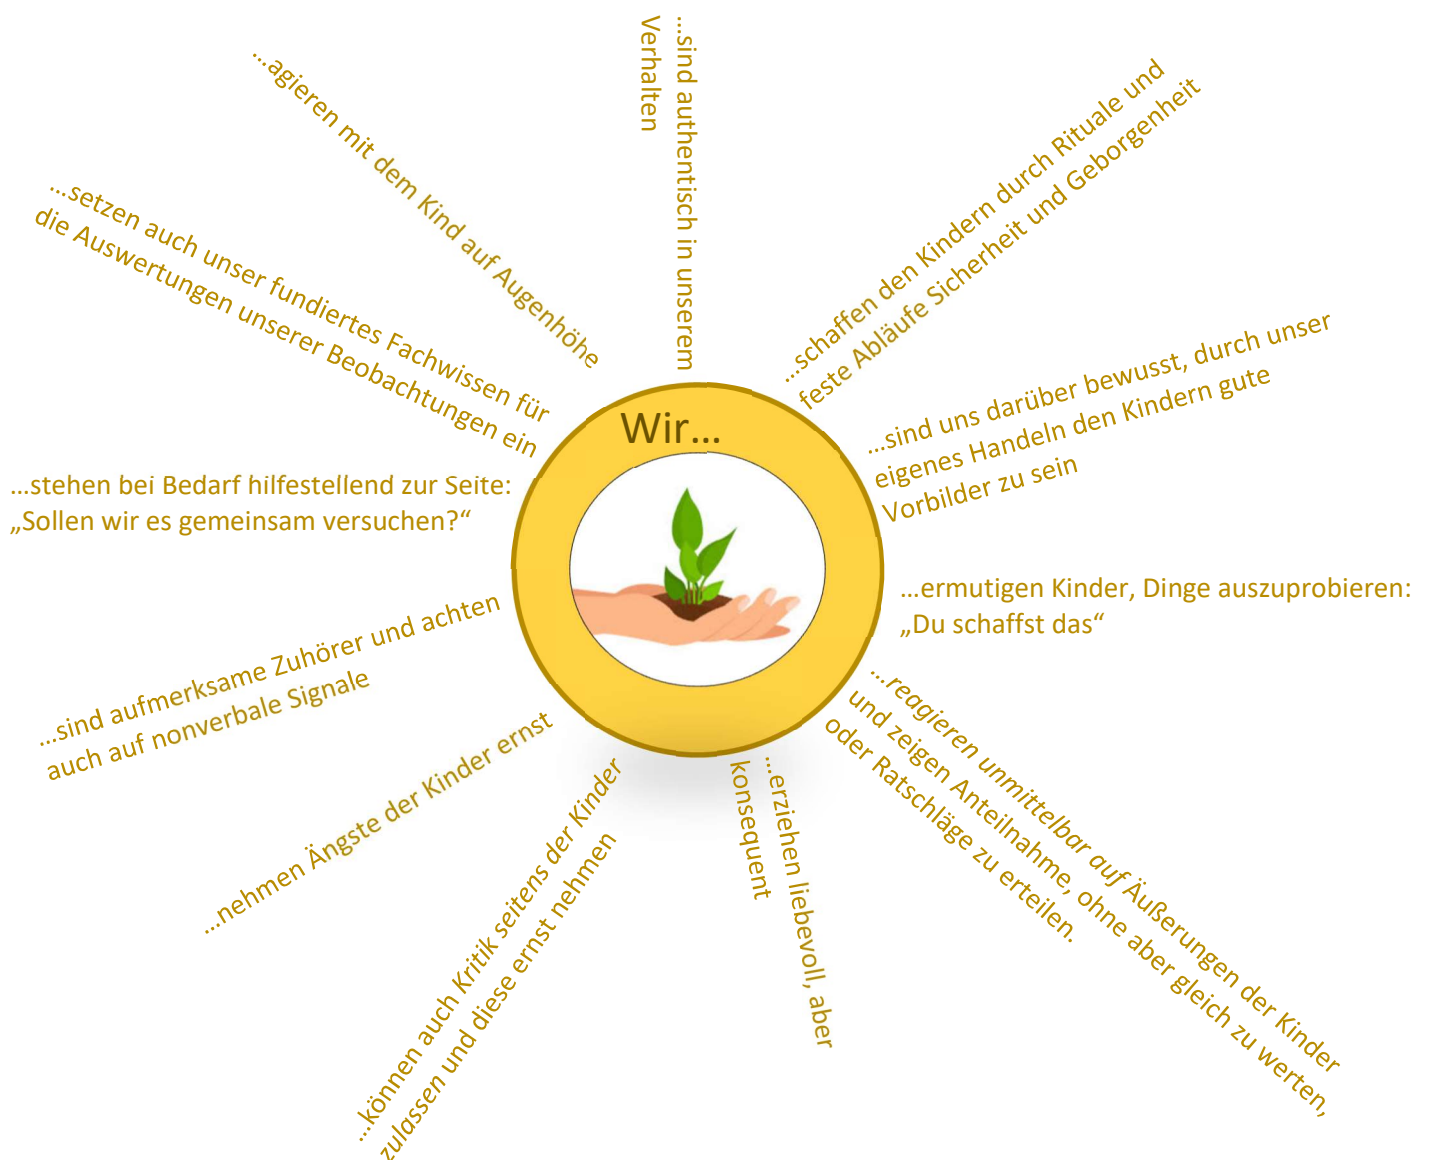 Wir...
...sind authentisch in unserem
Verhalten
...schaffen den Kindern durch Rituale und
feste Abläufe Sicherheit und Geborgenheit
...sind uns darüber bewusst, durch unser
eigenes Handeln den Kindern gute
Vorbilder zu sein
...ermutigen Kinder, Dinge auszuprobieren:
„Du schaffst das“
...reagieren unmittelbar auf Äußerungen der Kinder
und zeigen Anteilnahme, ohne aber gleich zu werten,
oder Ratschläge zu erteilen.
...erziehen liebevoll, aber
konsequent
...können auch Kritik seitens der Kinder
zulassen und diese ernst nehmen
...nehmen Ängste der Kinder ernst
...sind aufmerksame Zuhörer und achten
auch auf nonverbale Signale
...stehen bei Bedarf hilfestellend zur Seite:
„Sollen wir es gemeinsam versuchen?“
...setzen auch unser fundiertes Fachwissen für
die Auswertungen unserer Beobachtungen ein
...agieren mit dem Kind auf Augenhöhe